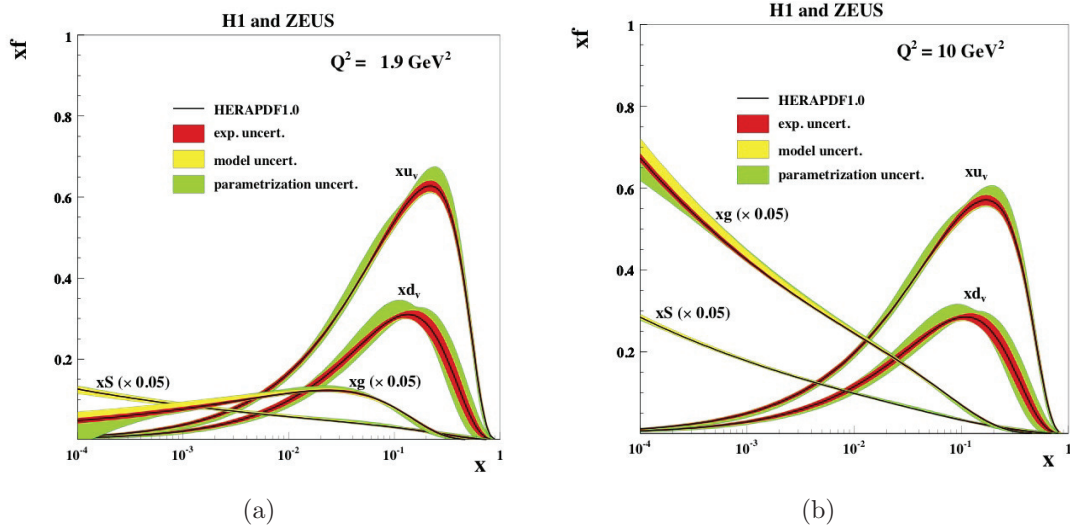 H1 and ZEUS
xf
1
0.8
0.6
0.4
0.2
Q² = 1.9 GeV²
HERAPDF1.0
exp. uncert.
model uncert.
parametrization uncert.
xuᵥ
xdᵥ
xS (× 0.05)
xg (× 0.05)
10⁻⁴
10⁻³
10⁻²
10⁻¹
1
x
(a)
H1 and ZEUS
xf
1
0.8
0.6
0.4
0.2
Q² = 10 GeV²
HERAPDF1.0
exp. uncert.
model uncert.
parametrization uncert.
xuᵥ
xg (× 0.05)
xdᵥ
xS (× 0.05)
10⁻⁴
10⁻³
10⁻²
10⁻¹
1
x
(b)